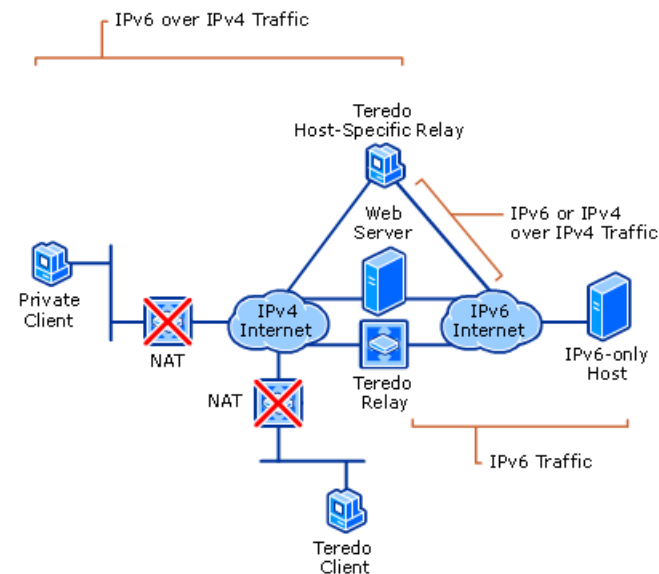 IPv6 over IPv4 Traffic
Teredo
Host-Specific Relay
Web
Server
IPv6 or IPv4
over IPv4 Traffic
Private
Client
NAT
IPv4
Internet
IPv6
Internet
IPv6-only
Host
Teredo
Relay
NAT
IPv6 Traffic
Teredo
Client